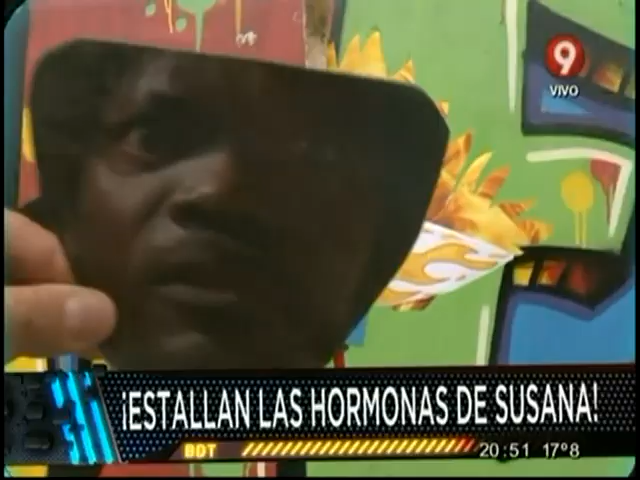 9
VIVO
¡ESTALLAN LAS HORMONAS DE SUSANA!
BDT
20:51 17°8